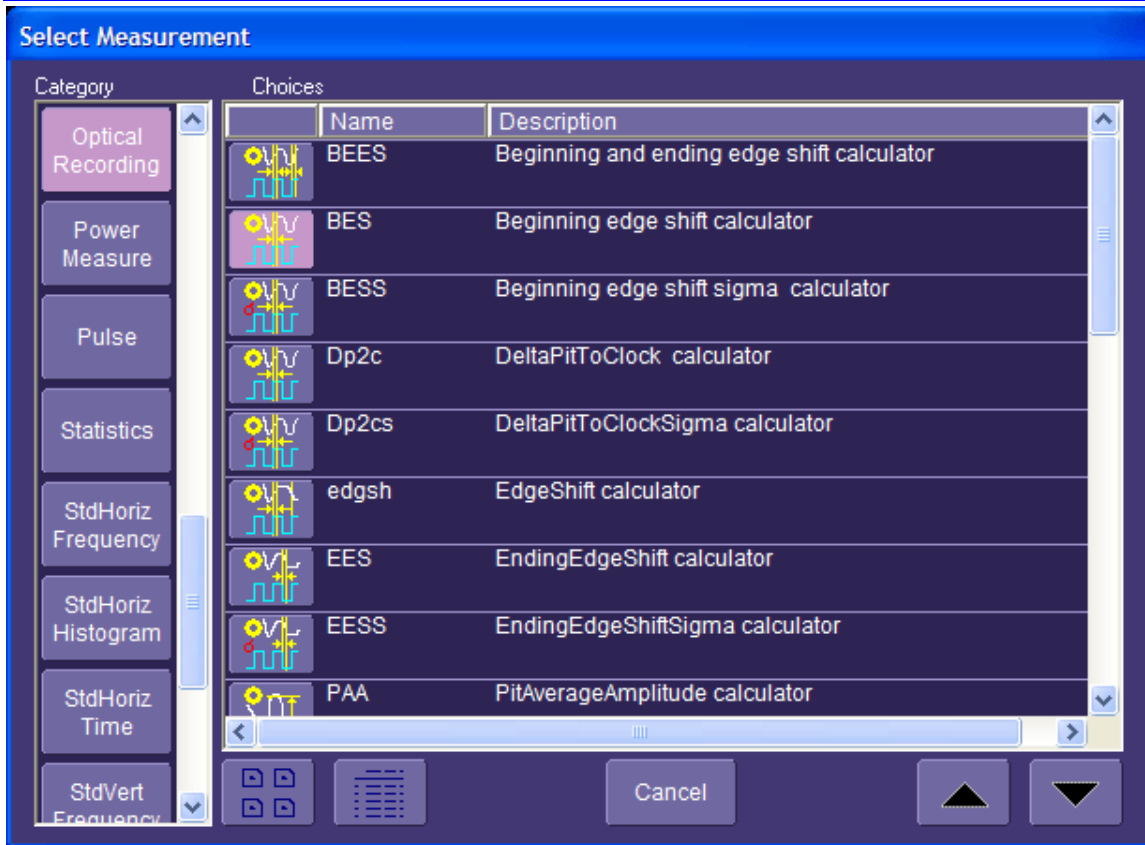 Select Measurement
Category
Choices
Optical
Recording
Power
Measure
Pulse
Statistics
StdHoriz
Frequency
StdHoriz
Histogram
StdHoriz
Time
StdVert
Frequency
Name Description
BEES Beginning and ending edge shift calculator
BES Beginning edge shift calculator
BESS Beginning edge shift sigma calculator
Dp2c DeltaPitToClock calculator
Dp2cs DeltaPitToClockSigma calculator
edgsh EdgeShift calculator
EES EndingEdgeShift calculator
EESS EndingEdgeShiftSigma calculator
PAA PitAverageAmplitude calculator
Cancel